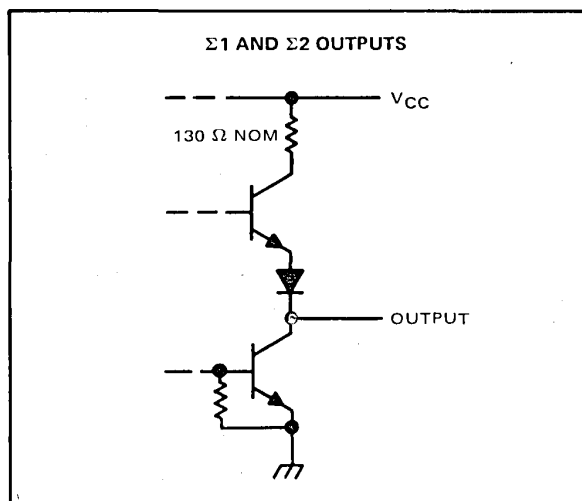 Σ1 AND Σ2 OUTPUTS
VCC
130 Ω NOM
OUTPUT